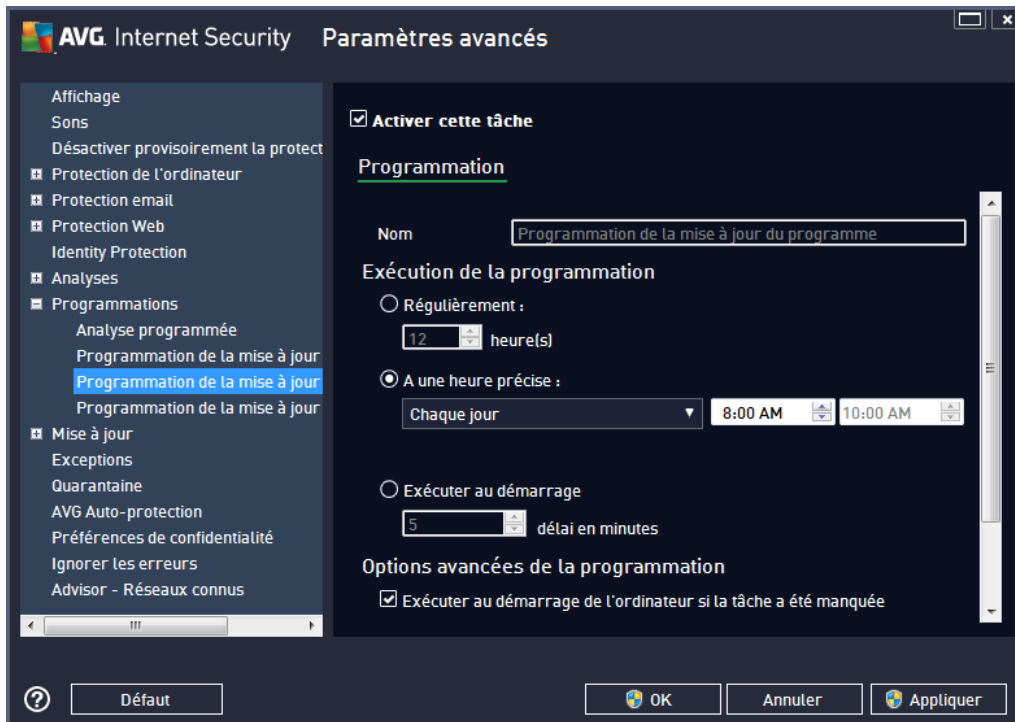 AVG. Internet Security Paramètres avancés
Affichage
Sons
Désactiver provisoirement la protect
Protection de l'ordinateur
Protection email
Protection Web
Identity Protection
Analyses
Programmations
Analyse programmée
Programmation de la mise à jour
Programmation de la mise à jour
Programmation de la mise à jour
Mise à jour
Exceptions
Quarantaine
AVG Auto-protection
Préférences de confidentialité
Ignorer les erreurs
Advisor - Réseaux connus
Activer cette tâche
Programmation
Nom Programmation de la mise à jour du programme
Exécution de la programmation
Régulièrement :
12 heure(s)
A une heure précise :
Chaque jour 8:00 AM 10:00 AM
Exécuter au démarrage
5 délai en minutes
Options avancées de la programmation
Exécuter au démarrage de l'ordinateur si la tâche a été manquée
? Défaut OK Annuler Appliquer